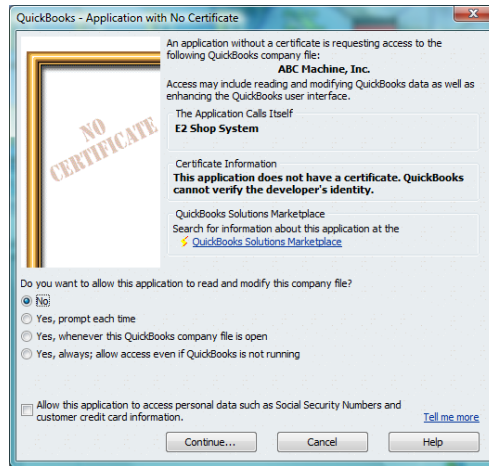 QuickBooks - Application with No Certificate
An application without a certificate is requesting access to the
following QuickBooks company file:
ABC Machine, Inc.
Access may include reading and modifying QuickBooks data as well as
enhancing the QuickBooks user interface.
The Application Calls Itself
E2 Shop System
NO
CERTIFICATE
Certificate Information
This application does not have a certificate. QuickBooks
cannot verify the developer's identity.
QuickBooks Solutions Marketplace
Search for information about this application at the
QuickBooks Solutions Marketplace
Do you want to allow this application to read and modify this company file?
No
Yes, prompt each time
Yes, whenever this QuickBooks company file is open
Yes, always; allow access even if QuickBooks is not running
Allow this application to access personal data such as Social Security Numbers and
customer credit card information.
Tell me more
Continue...
Cancel
Help